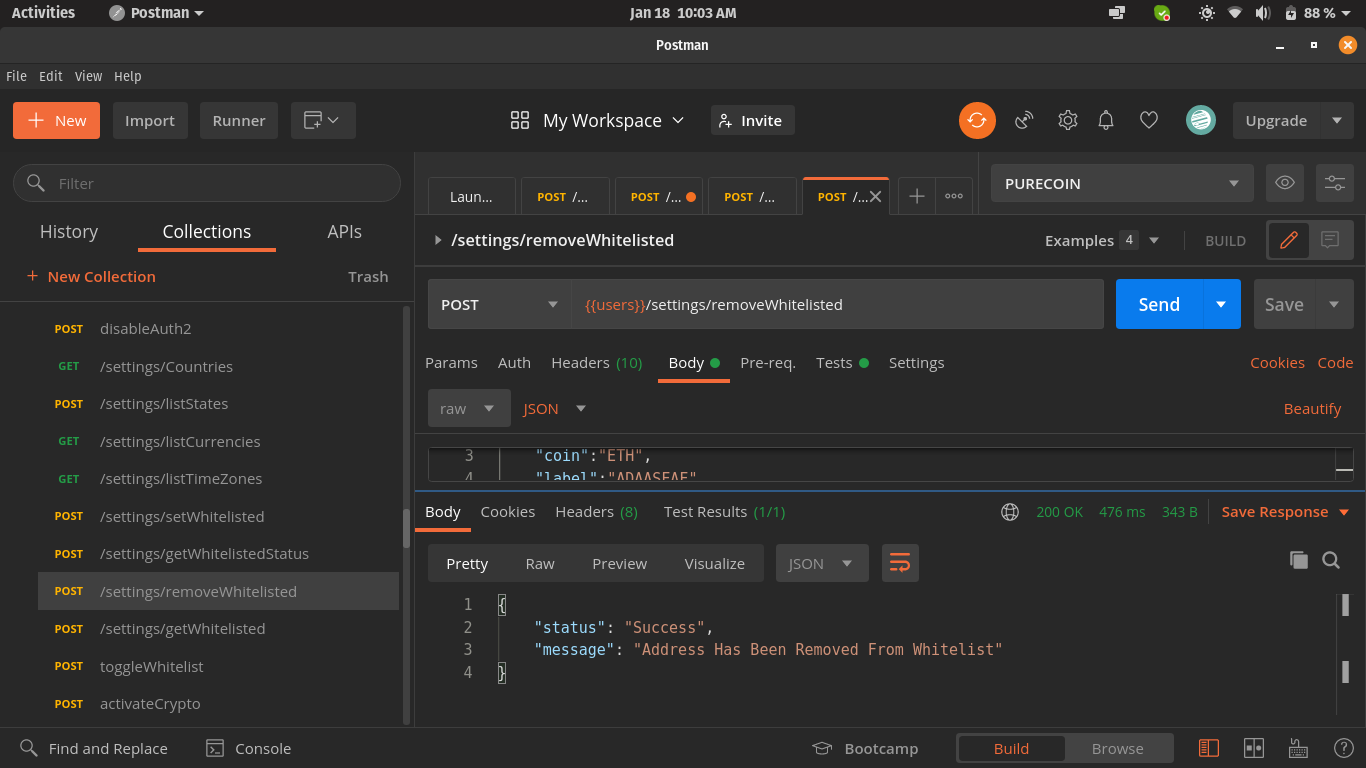 Activities Postman Jan 18 10:03 AM 88 %
Postman
File Edit View Help
New Import Runner My Workspace Invite Upgrade
Filter
History Collections APIs
New Collection Trash
POST disableAuth2
GET /settings/Countries
POST /settings/listStates
GET /settings/listCurrencies
GET /settings/listTimeZones
POST /settings/setWhitelisted
POST /settings/getWhitelistedStatus
POST /settings/removeWhitelisted
POST /settings/getWhitelisted
POST toggleWhitelist
POST activateCrypto
Laun... POST /... POST /... POST /... POST /... PURECOIN
/settings/removeWhitelisted Examples 4 BUILD
POST {{users}}/settings/removeWhitelisted Send Save
Params Auth Headers (10) Body Pre-req. Tests Settings Cookies Code
raw JSON Beautify
3 "coin":"ETH",
4 "label":"ADAASFAF"
Body Cookies Headers (8) Test Results (1/1) 200 OK 476 ms 343 B Save Response
Pretty Raw Preview Visualize JSON
1 {
2 "status": "Success",
3 "message": "Address Has Been Removed From Whitelist"
4 }
Find and Replace Console Bootcamp Build Browse